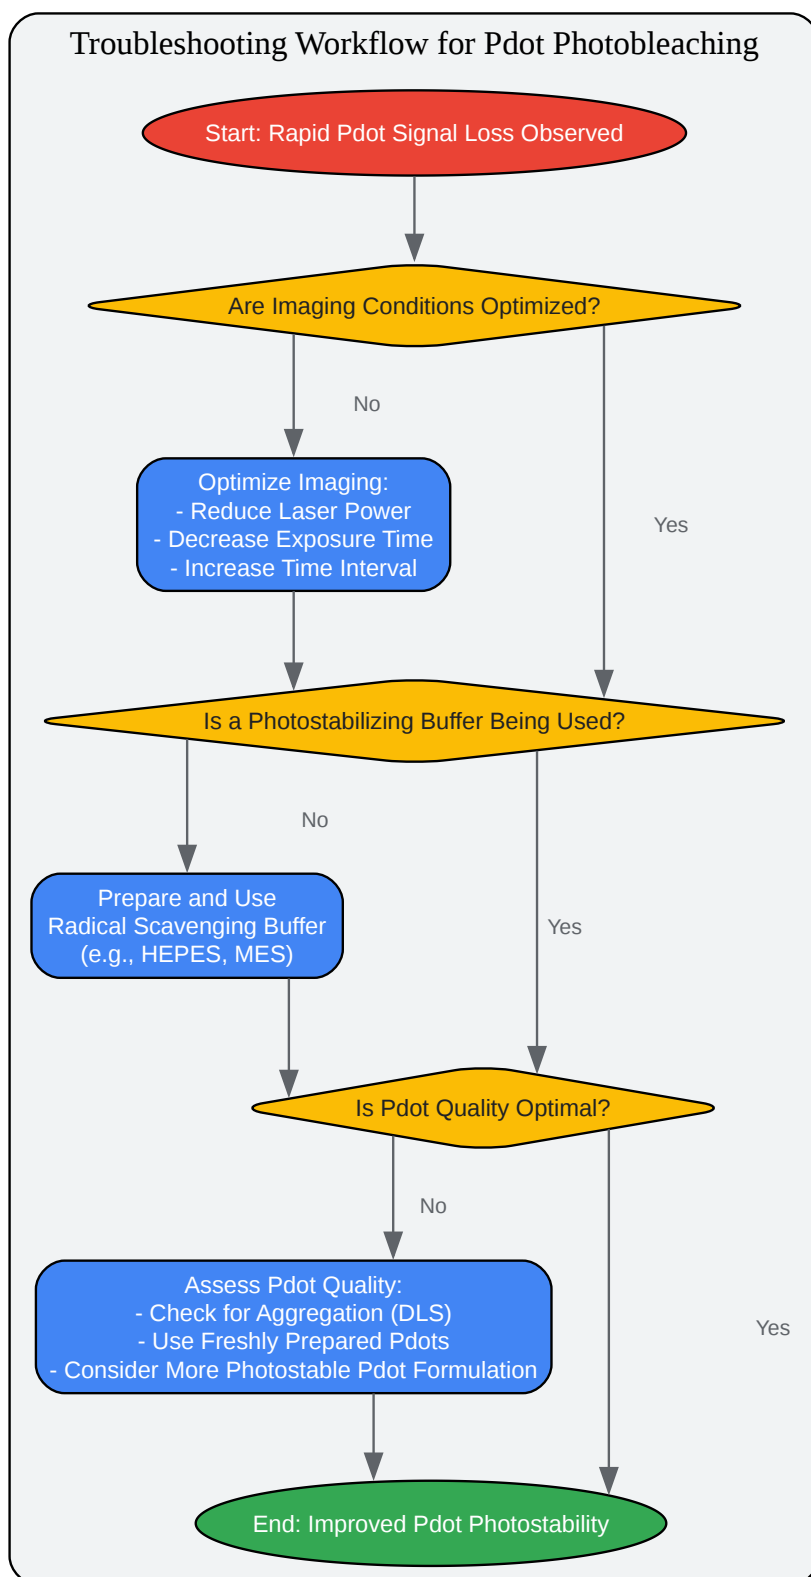 Troubleshooting Workflow for Pdot Photobleaching
Start: Rapid Pdot Signal Loss Observed
Are Imaging Conditions Optimized?
No
Optimize Imaging:
- Reduce Laser Power
- Decrease Exposure Time
- Increase Time Interval
Yes
Is a Photostabilizing Buffer Being Used?
No
Prepare and Use
Radical Scavenging Buffer
(e.g., HEPES, MES)
Yes
Is Pdot Quality Optimal?
No
Assess Pdot Quality:
- Check for Aggregation (DLS)
- Use Freshly Prepared Pdots
- Consider More Photostable Pdot Formulation
Yes
End: Improved Pdot Photostability